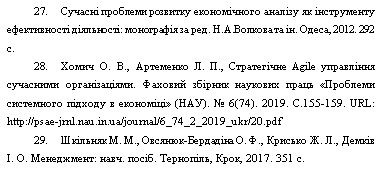 27. Сучасні проблеми розвитку економічного аналізу як інструменту
ефективності діяльності: монографія за ред. Н.А.Волкова та ін. Одеса, 2012. 292
с.
28. Хомич О. В., Артеменко Л. П., Стратегічне Agile управління
сучасними організаціями. Фаховий збірник наукових праць «Проблеми
системного підходу в економіці» (НАУ). № 6(74). 2019. С.155-159. URL:
http://psae-jrnl.nau.in.ua/journal/6_74_2_2019_ukr/20.pdf
29. Шкільняк М. М., Овсянюк-Бердадіна О. Ф., Крисько Ж. Л., Демків
І. О. Менеджмент: навч. посіб. Тернопіль, Крок, 2017. 351 с.